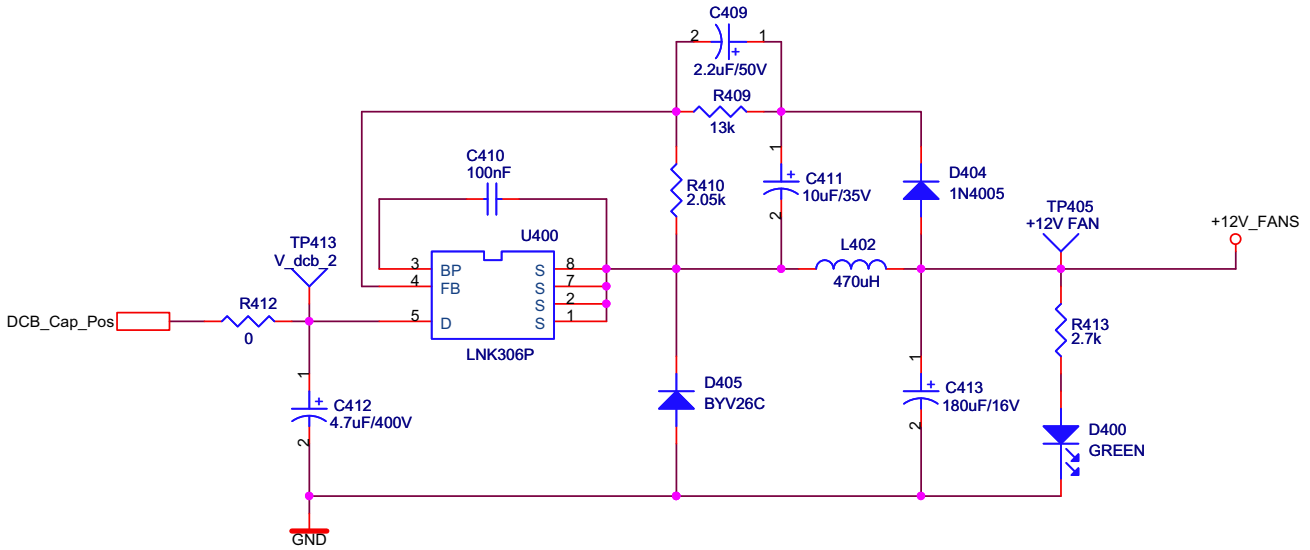 C409
2 1
+
2.2uF/50V
R409
13k
C410
100nF
R410
2.05k
1
+
C411
10uF/35V
2
D404
1N4005
TP405
+12V FAN
+12V_FANS
TP413
V_dcb_2
U400
3 BP S 8
4 FB S 7
S 2
5 D S 1
LNK306P
L402
470uH
DCB_Cap_Pos
R412
0
R413
2.7k
1
+
C412
4.7uF/400V
2
D405
BYV26C
1
+
C413
180uF/16V
2
D400
GREEN
GND